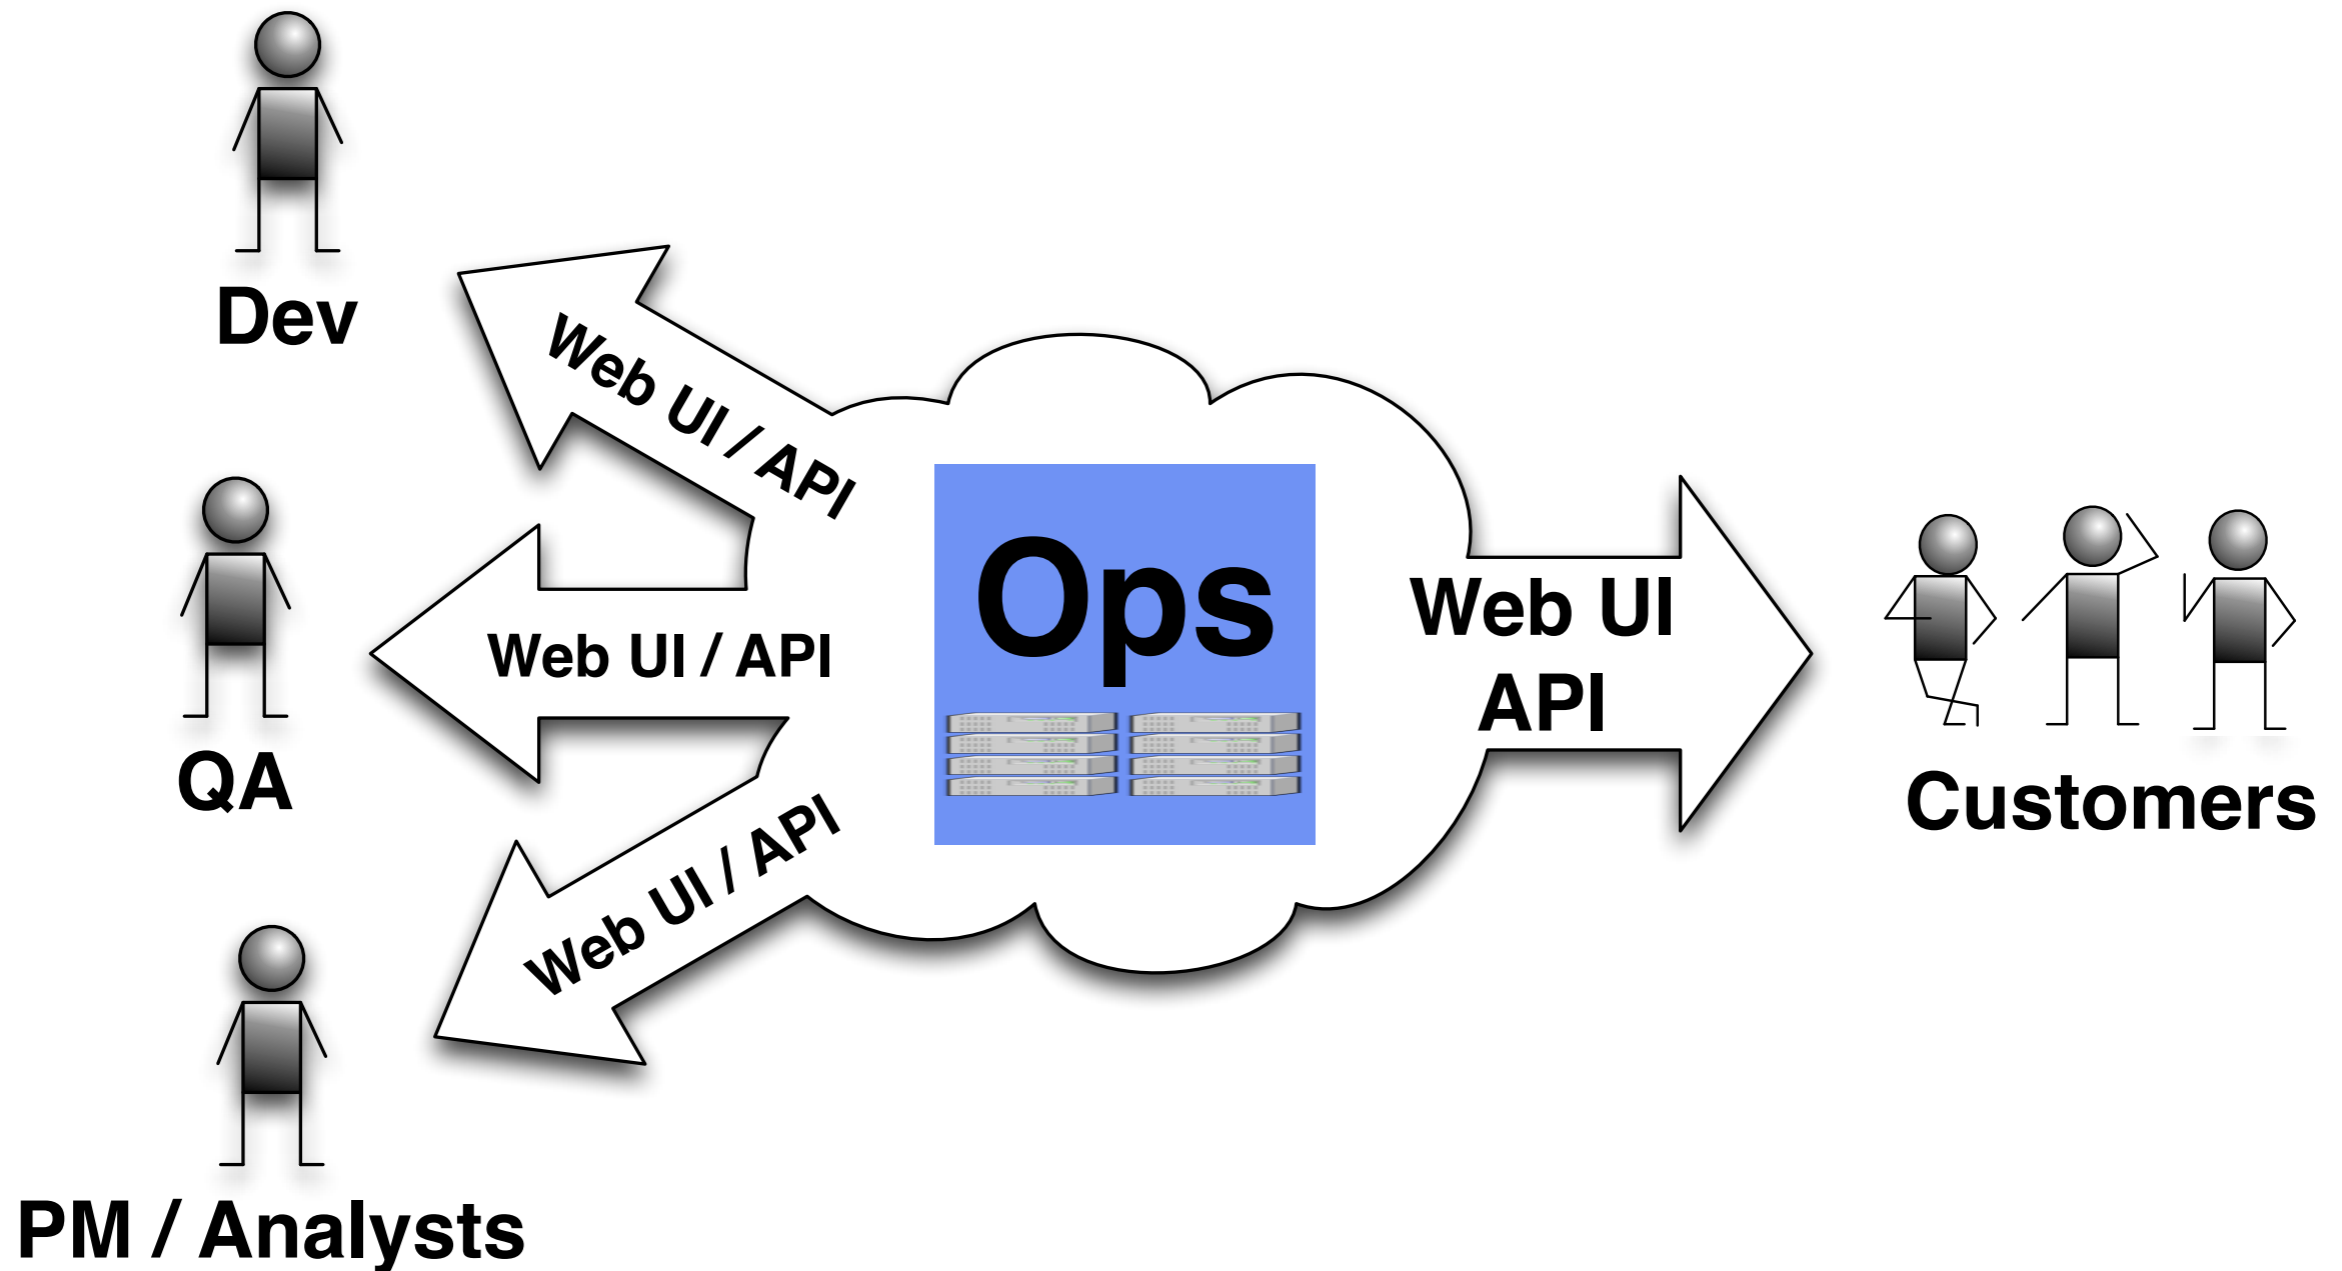 Dev
Web UI / API
QA
Web UI / API
PM / Analysts
Web UI / API
Ops
Web UI
API
Customers